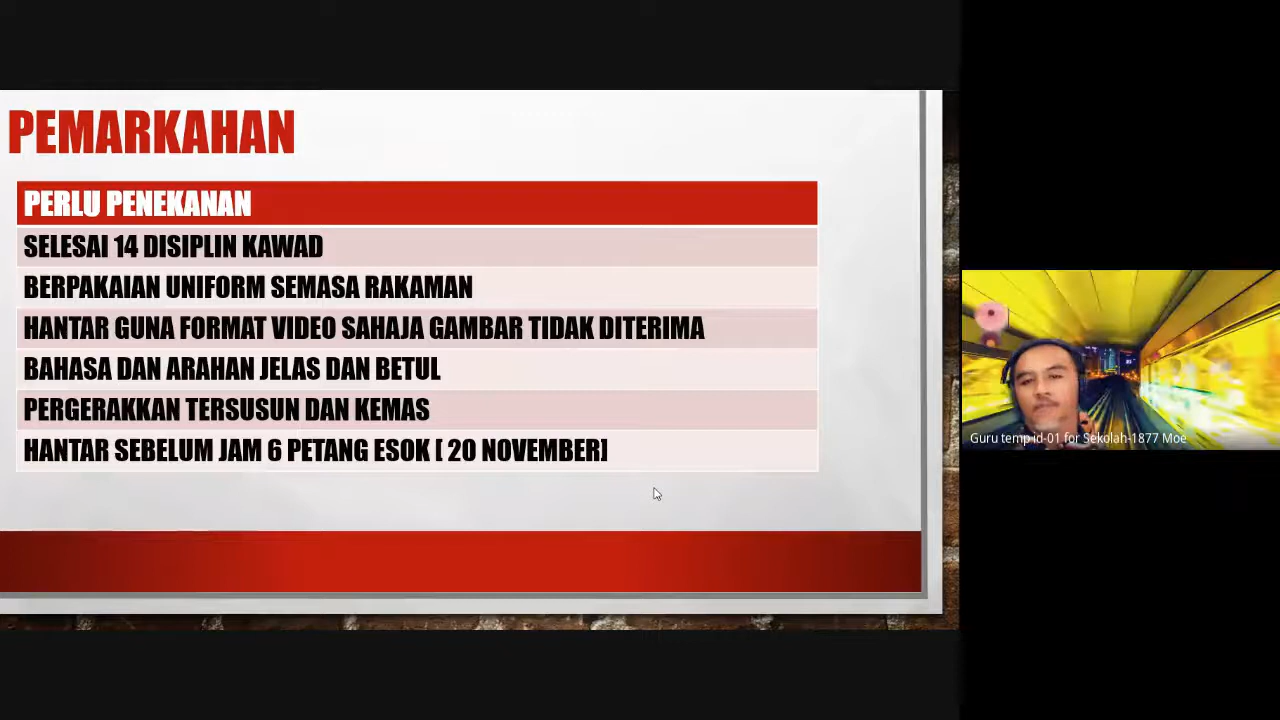 PEMARKAHAN
PERLU PENEKANAN
SELESAI 14 DISIPLIN KAWAD
BERPAKAIAN UNIFORM SEMASA RAKAMAN
HANTAR GUNA FORMAT VIDEO SAHAJA GAMBAR TIDAK DITERIMA
BAHASA DAN ARAHAN JELAS DAN BETUL
PERGERAKKAN TERSUSUN DAN KEMAS
HANTAR SEBELUM JAM 6 PETANG ESOK [ 20 NOVEMBER]
Guru temp id-01 for Sekolah-1877 Moe